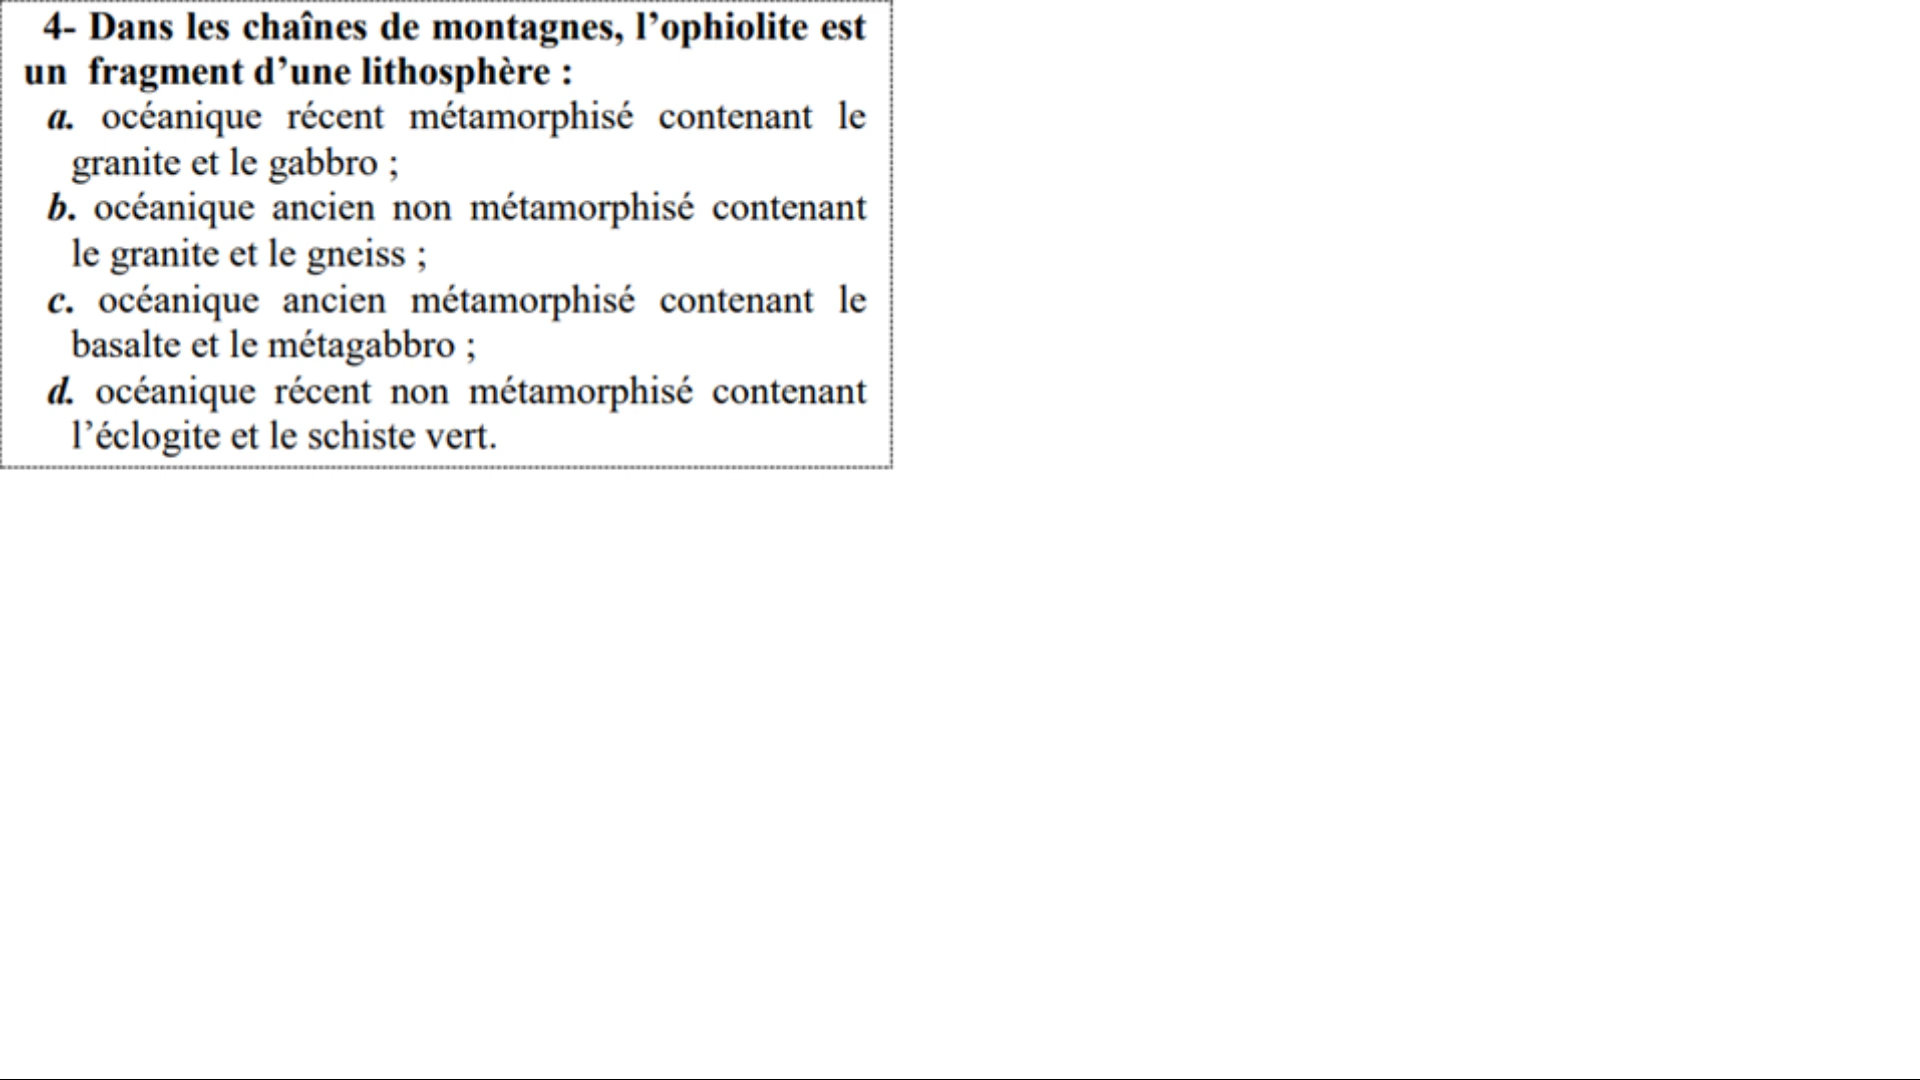 4- Dans les chaînes de montagnes, l’ophiolite est
un fragment d’une lithosphère :
a. océanique récent métamorphisé contenant le
granite et le gabbro ;
b. océanique ancien non métamorphisé contenant
le granite et le gneiss ;
c. océanique ancien métamorphisé contenant le
basalte et le métagabbro ;
d. océanique récent non métamorphisé contenant
l’éclogite et le schiste vert.